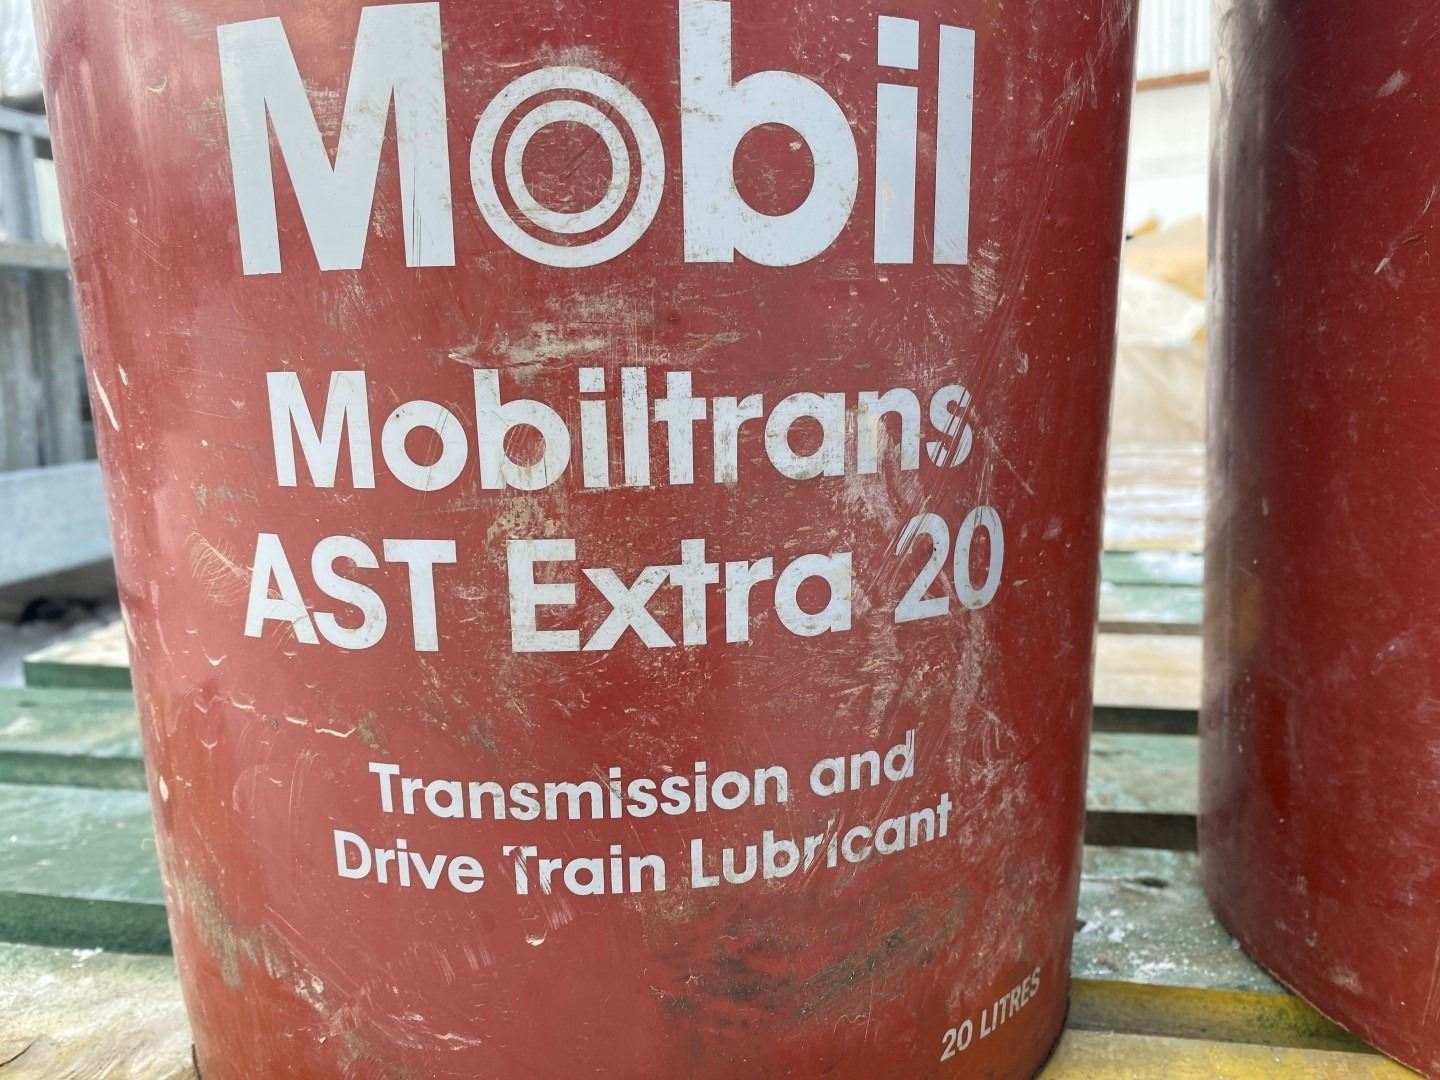 Mobil
Mobiltrans
AST Extra 20
Transmission and
Drive Train Lubricant
20 LITRES